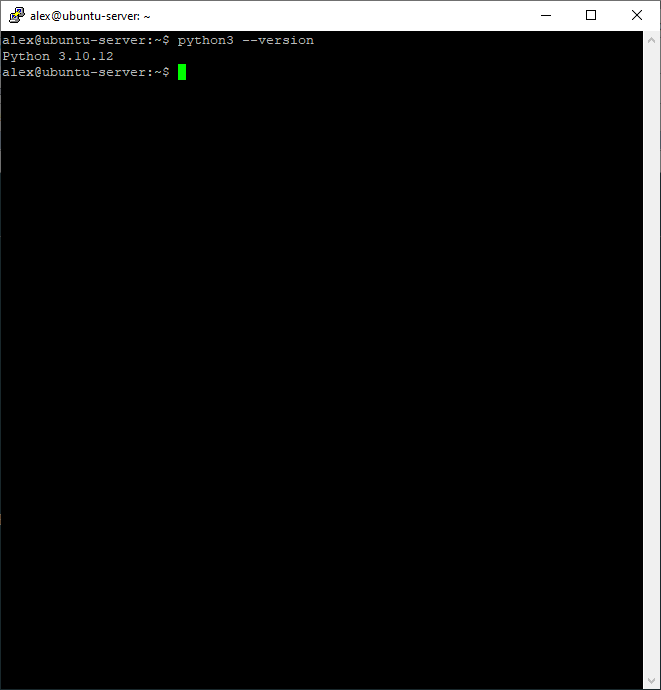 alex@ubuntu-server: ~
alex@ubuntu-server:~$ python3 --version
Python 3.10.12
alex@ubuntu-server:~$